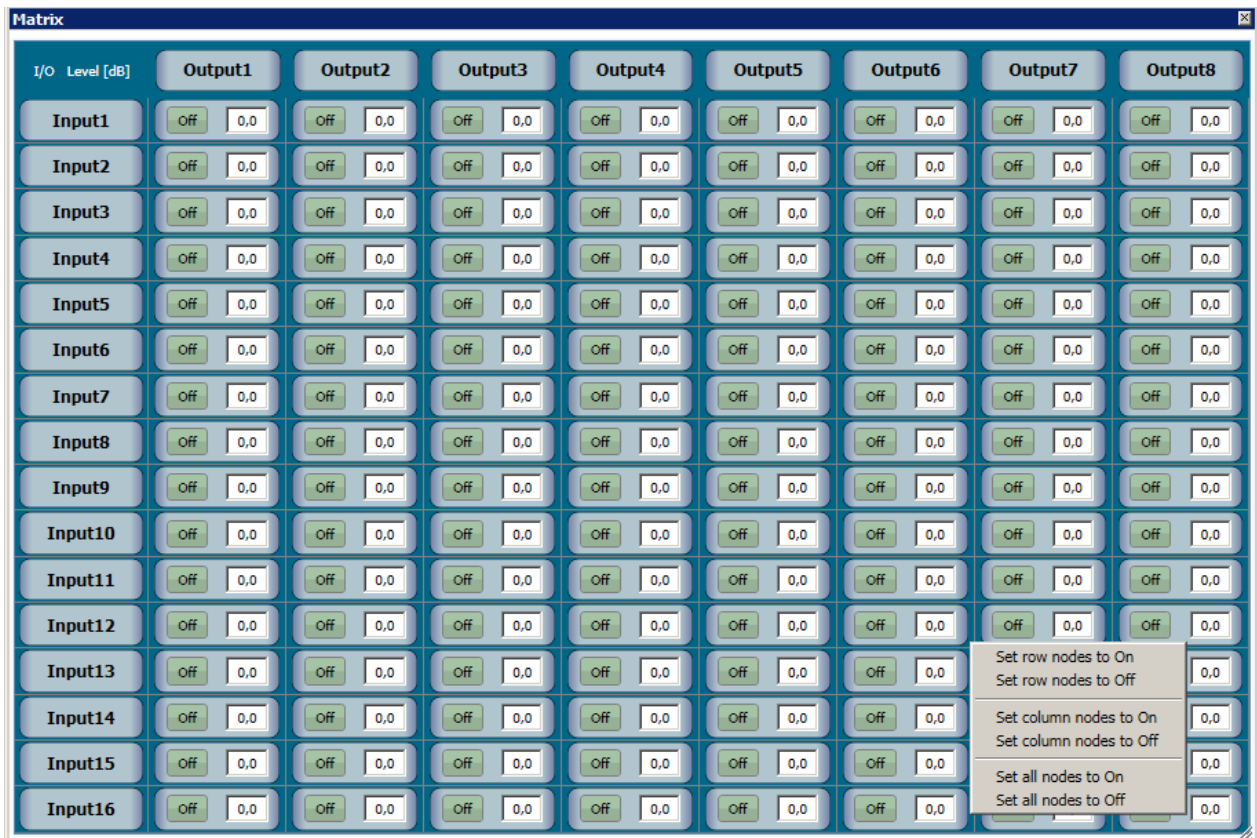 Matrix
I/O Level [dB] Output1 Output2 Output3 Output4 Output5 Output6 Output7 Output8
Input1 Off 0,0 Off 0,0 Off 0,0 Off 0,0 Off 0,0 Off 0,0 Off 0,0 Off 0,0
Input2 Off 0,0 Off 0,0 Off 0,0 Off 0,0 Off 0,0 Off 0,0 Off 0,0 Off 0,0
Input3 Off 0,0 Off 0,0 Off 0,0 Off 0,0 Off 0,0 Off 0,0 Off 0,0 Off 0,0
Input4 Off 0,0 Off 0,0 Off 0,0 Off 0,0 Off 0,0 Off 0,0 Off 0,0 Off 0,0
Input5 Off 0,0 Off 0,0 Off 0,0 Off 0,0 Off 0,0 Off 0,0 Off 0,0 Off 0,0
Input6 Off 0,0 Off 0,0 Off 0,0 Off 0,0 Off 0,0 Off 0,0 Off 0,0 Off 0,0
Input7 Off 0,0 Off 0,0 Off 0,0 Off 0,0 Off 0,0 Off 0,0 Off 0,0 Off 0,0
Input8 Off 0,0 Off 0,0 Off 0,0 Off 0,0 Off 0,0 Off 0,0 Off 0,0 Off 0,0
Input9 Off 0,0 Off 0,0 Off 0,0 Off 0,0 Off 0,0 Off 0,0 Off 0,0 Off 0,0
Input10 Off 0,0 Off 0,0 Off 0,0 Off 0,0 Off 0,0 Off 0,0 Off 0,0 Off 0,0
Input11 Off 0,0 Off 0,0 Off 0,0 Off 0,0 Off 0,0 Off 0,0 Off 0,0 Off 0,0
Input12 Off 0,0 Off 0,0 Off 0,0 Off 0,0 Off 0,0 Off 0,0 Off 0,0 Off 0,0
Input13 Off 0,0 Off 0,0 Off 0,0 Off 0,0 Off 0,0 Off 0,0 0,0
Input14 Off 0,0 Off 0,0 Off 0,0 Off 0,0 Off 0,0 Off 0,0 0,0
Input15 Off 0,0 Off 0,0 Off 0,0 Off 0,0 Off 0,0 Off 0,0 0,0
Input16 Off 0,0 Off 0,0 Off 0,0 Off 0,0 Off 0,0 Off 0,0 0,0
Set row nodes to On
Set row nodes to Off
Set column nodes to On
Set column nodes to Off
Set all nodes to On
Set all nodes to Off